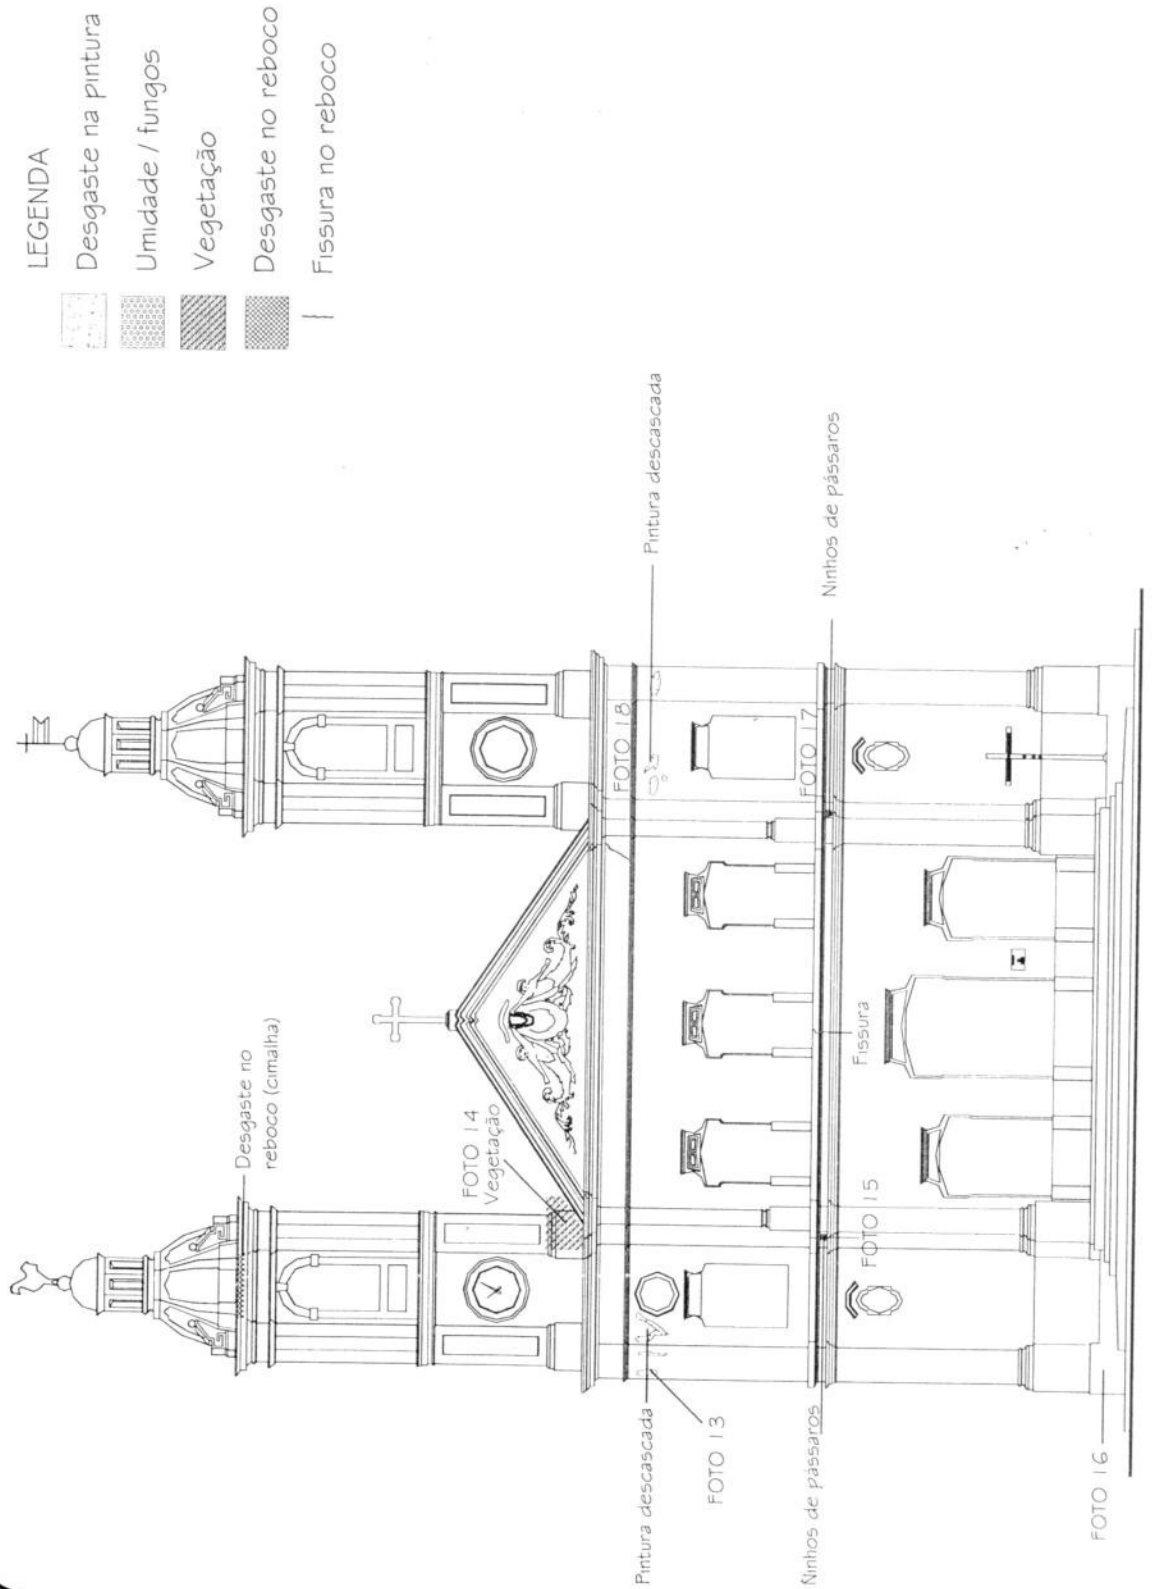 LEGENDA
Desgaste na pintura
Umidade / fungos
Vegetação
Desgaste no reboco
Fissura no reboco
Desgaste no
reboco (cimalha)
FOTO 14
Vegetação
FOTO 18
Pintura descascada
Pintura descascada
FOTO 13
FOTO 17
Ninhos de pássaros
Ninhos de pássaros
Fissura
FOTO 15
FOTO 16